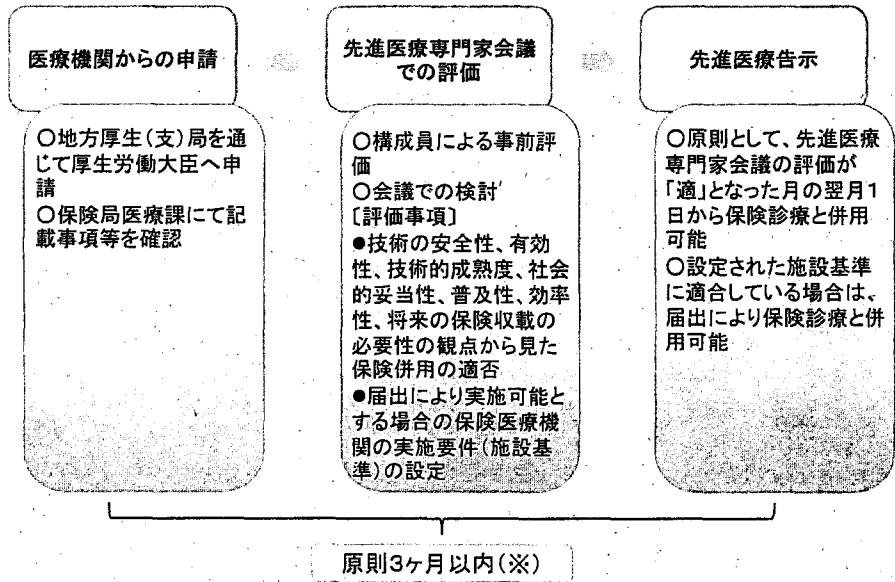 医療機関からの申請
先進医療専門家会議
での評価
先進医療告示
○地方厚生(支)局を通
じて厚生労働大臣へ申
請
○保険局医療課にて記
載事項等を確認
○構成員による事前評
価
○会議での検討
〔評価事項〕
●技術の安全性、有効
性、技術的成熟度、社会
的妥当性、普及性、効率
性、将来の保険収載の
必要性の観点から見た
保険併用の適否
●届出により実施可能と
する場合の保険医療機
関の実施要件(施設基
準)の設定
○原則として、先進医療
専門家会議の評価が
「適」となった月の翌月1
日から保険診療と併用
可能
○設定された施設基準
に適合している場合は、
届出により保険診療と併
用可能
原則3ヶ月以内(※)